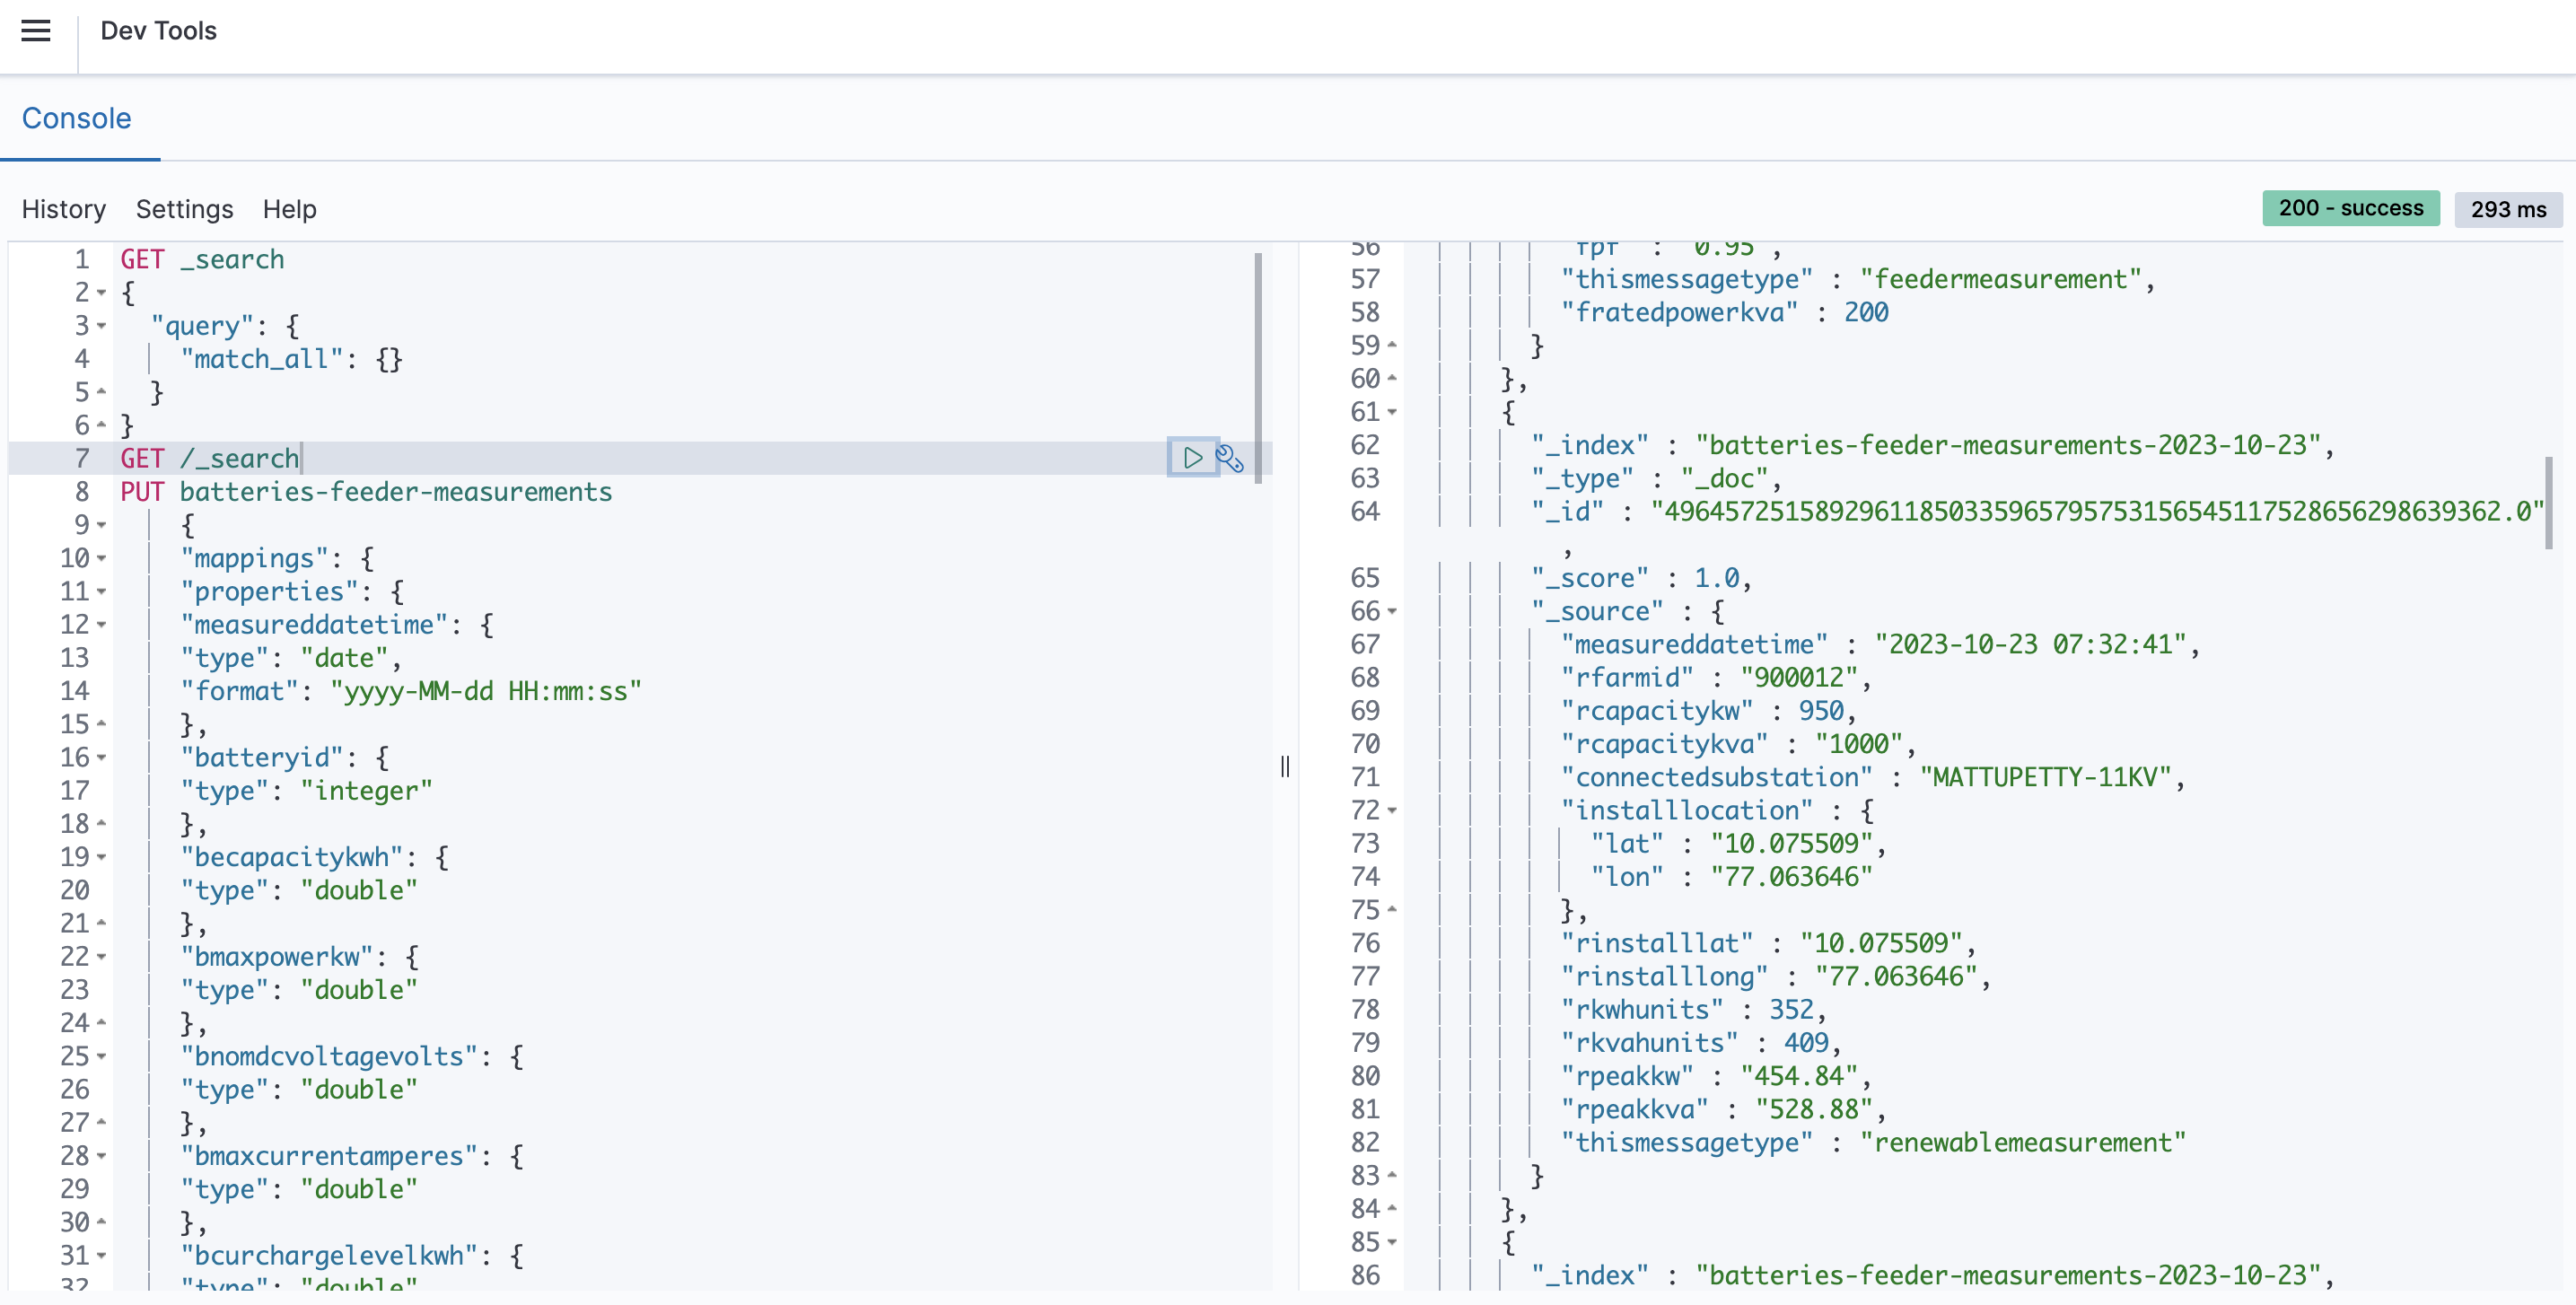 Dev Tools
Console
History Settings Help
200 - success 293 ms
1 GET _search
2 {
3 "query": {
4 "match_all": {}
5 }
6 }
7 GET /_search
8 PUT batteries-feeder-measurements
9 {
10 "mappings": {
11 "properties": {
12 "measureddatetime": {
13 "type": "date",
14 "format": "yyyy-MM-dd HH:mm:ss"
15 },
16 "batteryid": {
17 "type": "integer"
18 },
19 "becapacitykwh": {
20 "type": "double"
21 },
22 "bmaxpowerkw": {
23 "type": "double"
24 },
25 "bnomdcvoltagevolts": {
26 "type": "double"
27 },
28 "bmaxcurrentamperes": {
29 "type": "double"
30 },
31 "bcurchargelevelkwh": {
32 "type": "double"
56 "fpf" : "0.95",
57 "thismessagetype" : "feedermeasurement",
58 "fratedpowerkva" : 200
59 }
60 },
61 {
62 "_index" : "batteries-feeder-measurements-2023-10-23",
63 "_type" : "_doc",
64 "_id" : "49645725158929611850335965795753156545117528656298639362.0"
,
65 "_score" : 1.0,
66 "_source" : {
67 "measureddatetime" : "2023-10-23 07:32:41",
68 "rfarmid" : "900012",
69 "rcapacitykw" : 950,
70 "rcapacitykva" : "1000",
71 "connectedsubstation" : "MATTUPETTY-11KV",
72 "installlocation" : {
73 "lat" : "10.075509",
74 "lon" : "77.063646"
75 },
76 "rinstalllat" : "10.075509",
77 "rinstalllong" : "77.063646",
78 "rkwhunits" : 352,
79 "rkvahunits" : 409,
80 "rpeakkw" : "454.84",
81 "rpeakkva" : "528.88",
82 "thismessagetype" : "renewablemeasurement"
83 }
84 },
85 {
86 "_index" : "batteries-feeder-measurements-2023-10-23",